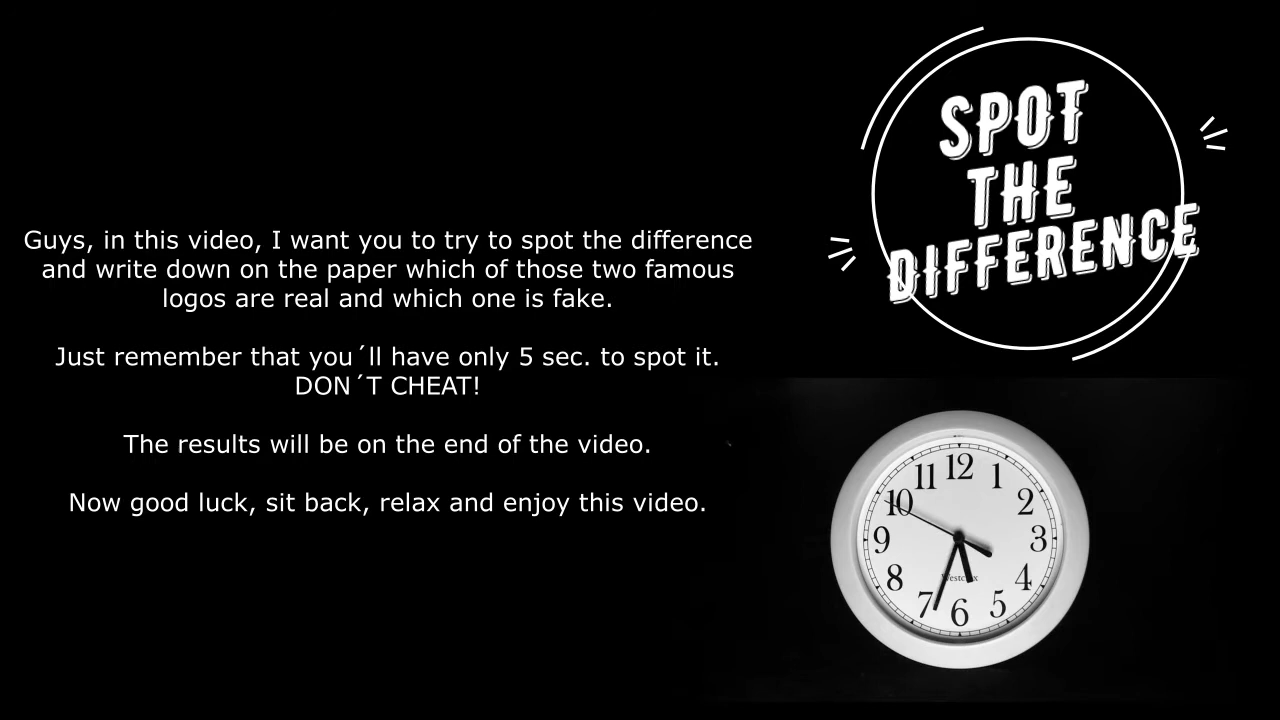 Guys, in this video, I want you to try to spot the difference
and write down on the paper which of those two famous
logos are real and which one is fake.
Just remember that you´ll have only 5 sec. to spot it.
DON´T CHEAT!
The results will be on the end of the video.
Now good luck, sit back, relax and enjoy this video.
SPOT
THE
DIFFERENCE
12
11 1
10 2
9 3
8 4
7 5
6